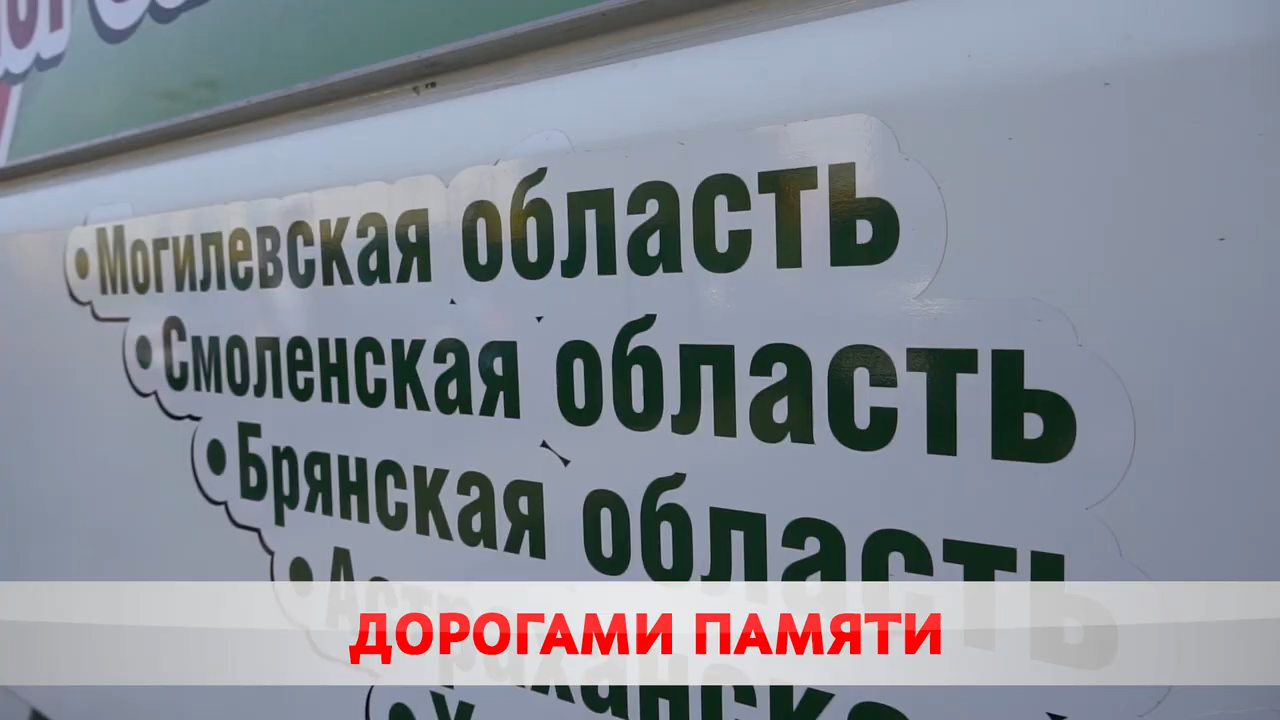 • Могилевская область
• Смоленская область
• Брянская область
ДОРОГАМИ ПАМЯТИ